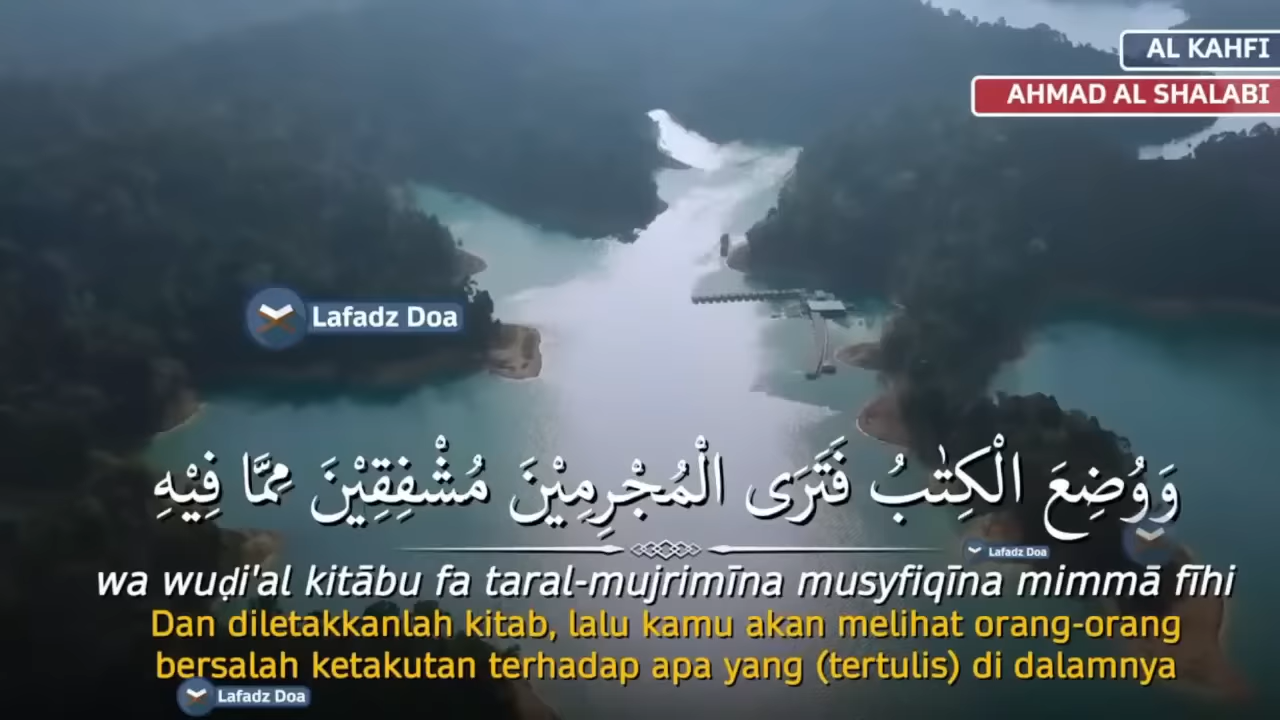 AL KAHFI
AHMAD AL SHALABI
Lafadz Doa
وَوُضِعَ الْكِتٰبُ فَتَرَى الْمُجْرِمِيْنَ مُشْفِقِيْنَ مِمَّا فِيْهِ
Lafadz Doa
wa wuḍi'al kitābu fa taral-mujrimīna musyfiqīna mimmā fīhi
Dan diletakkanlah kitab, lalu kamu akan melihat orang-orang
bersalah ketakutan terhadap apa yang (tertulis) di dalamnya
Lafadz Doa